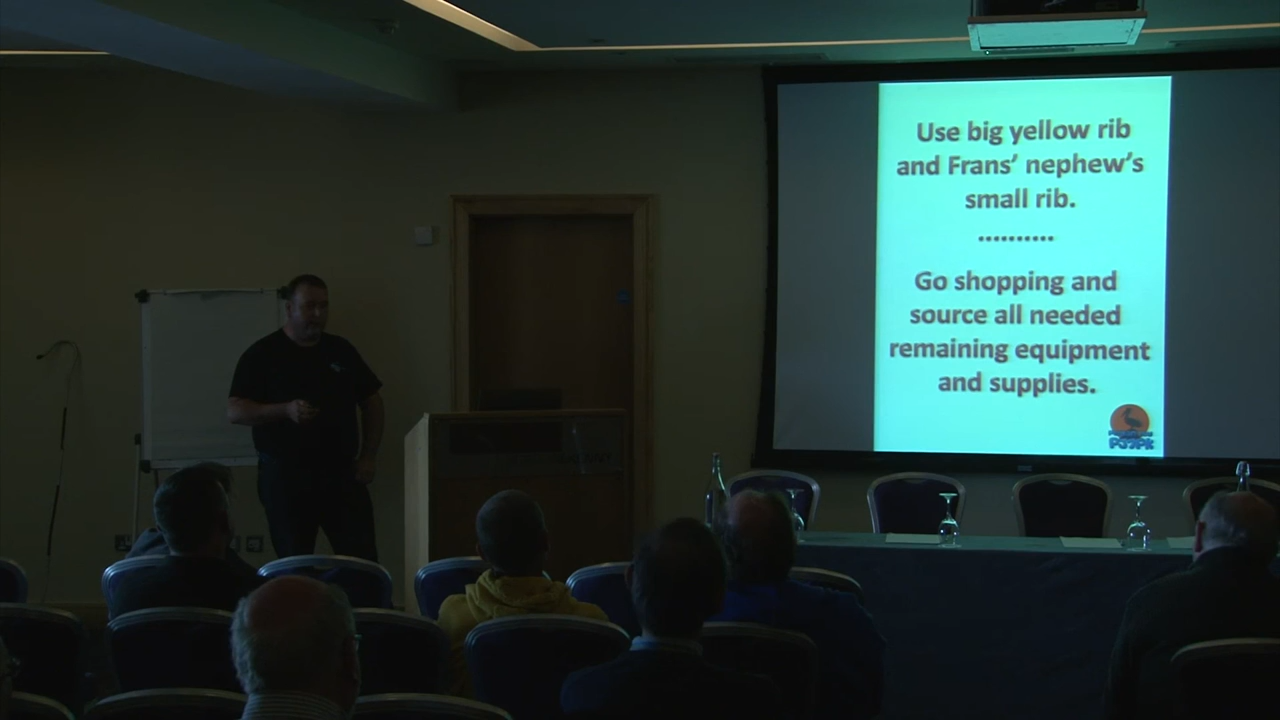 Use big yellow rib
and Frans’ nephew’s
small rib.
..........
Go shopping and
source all needed
remaining equipment
and supplies.